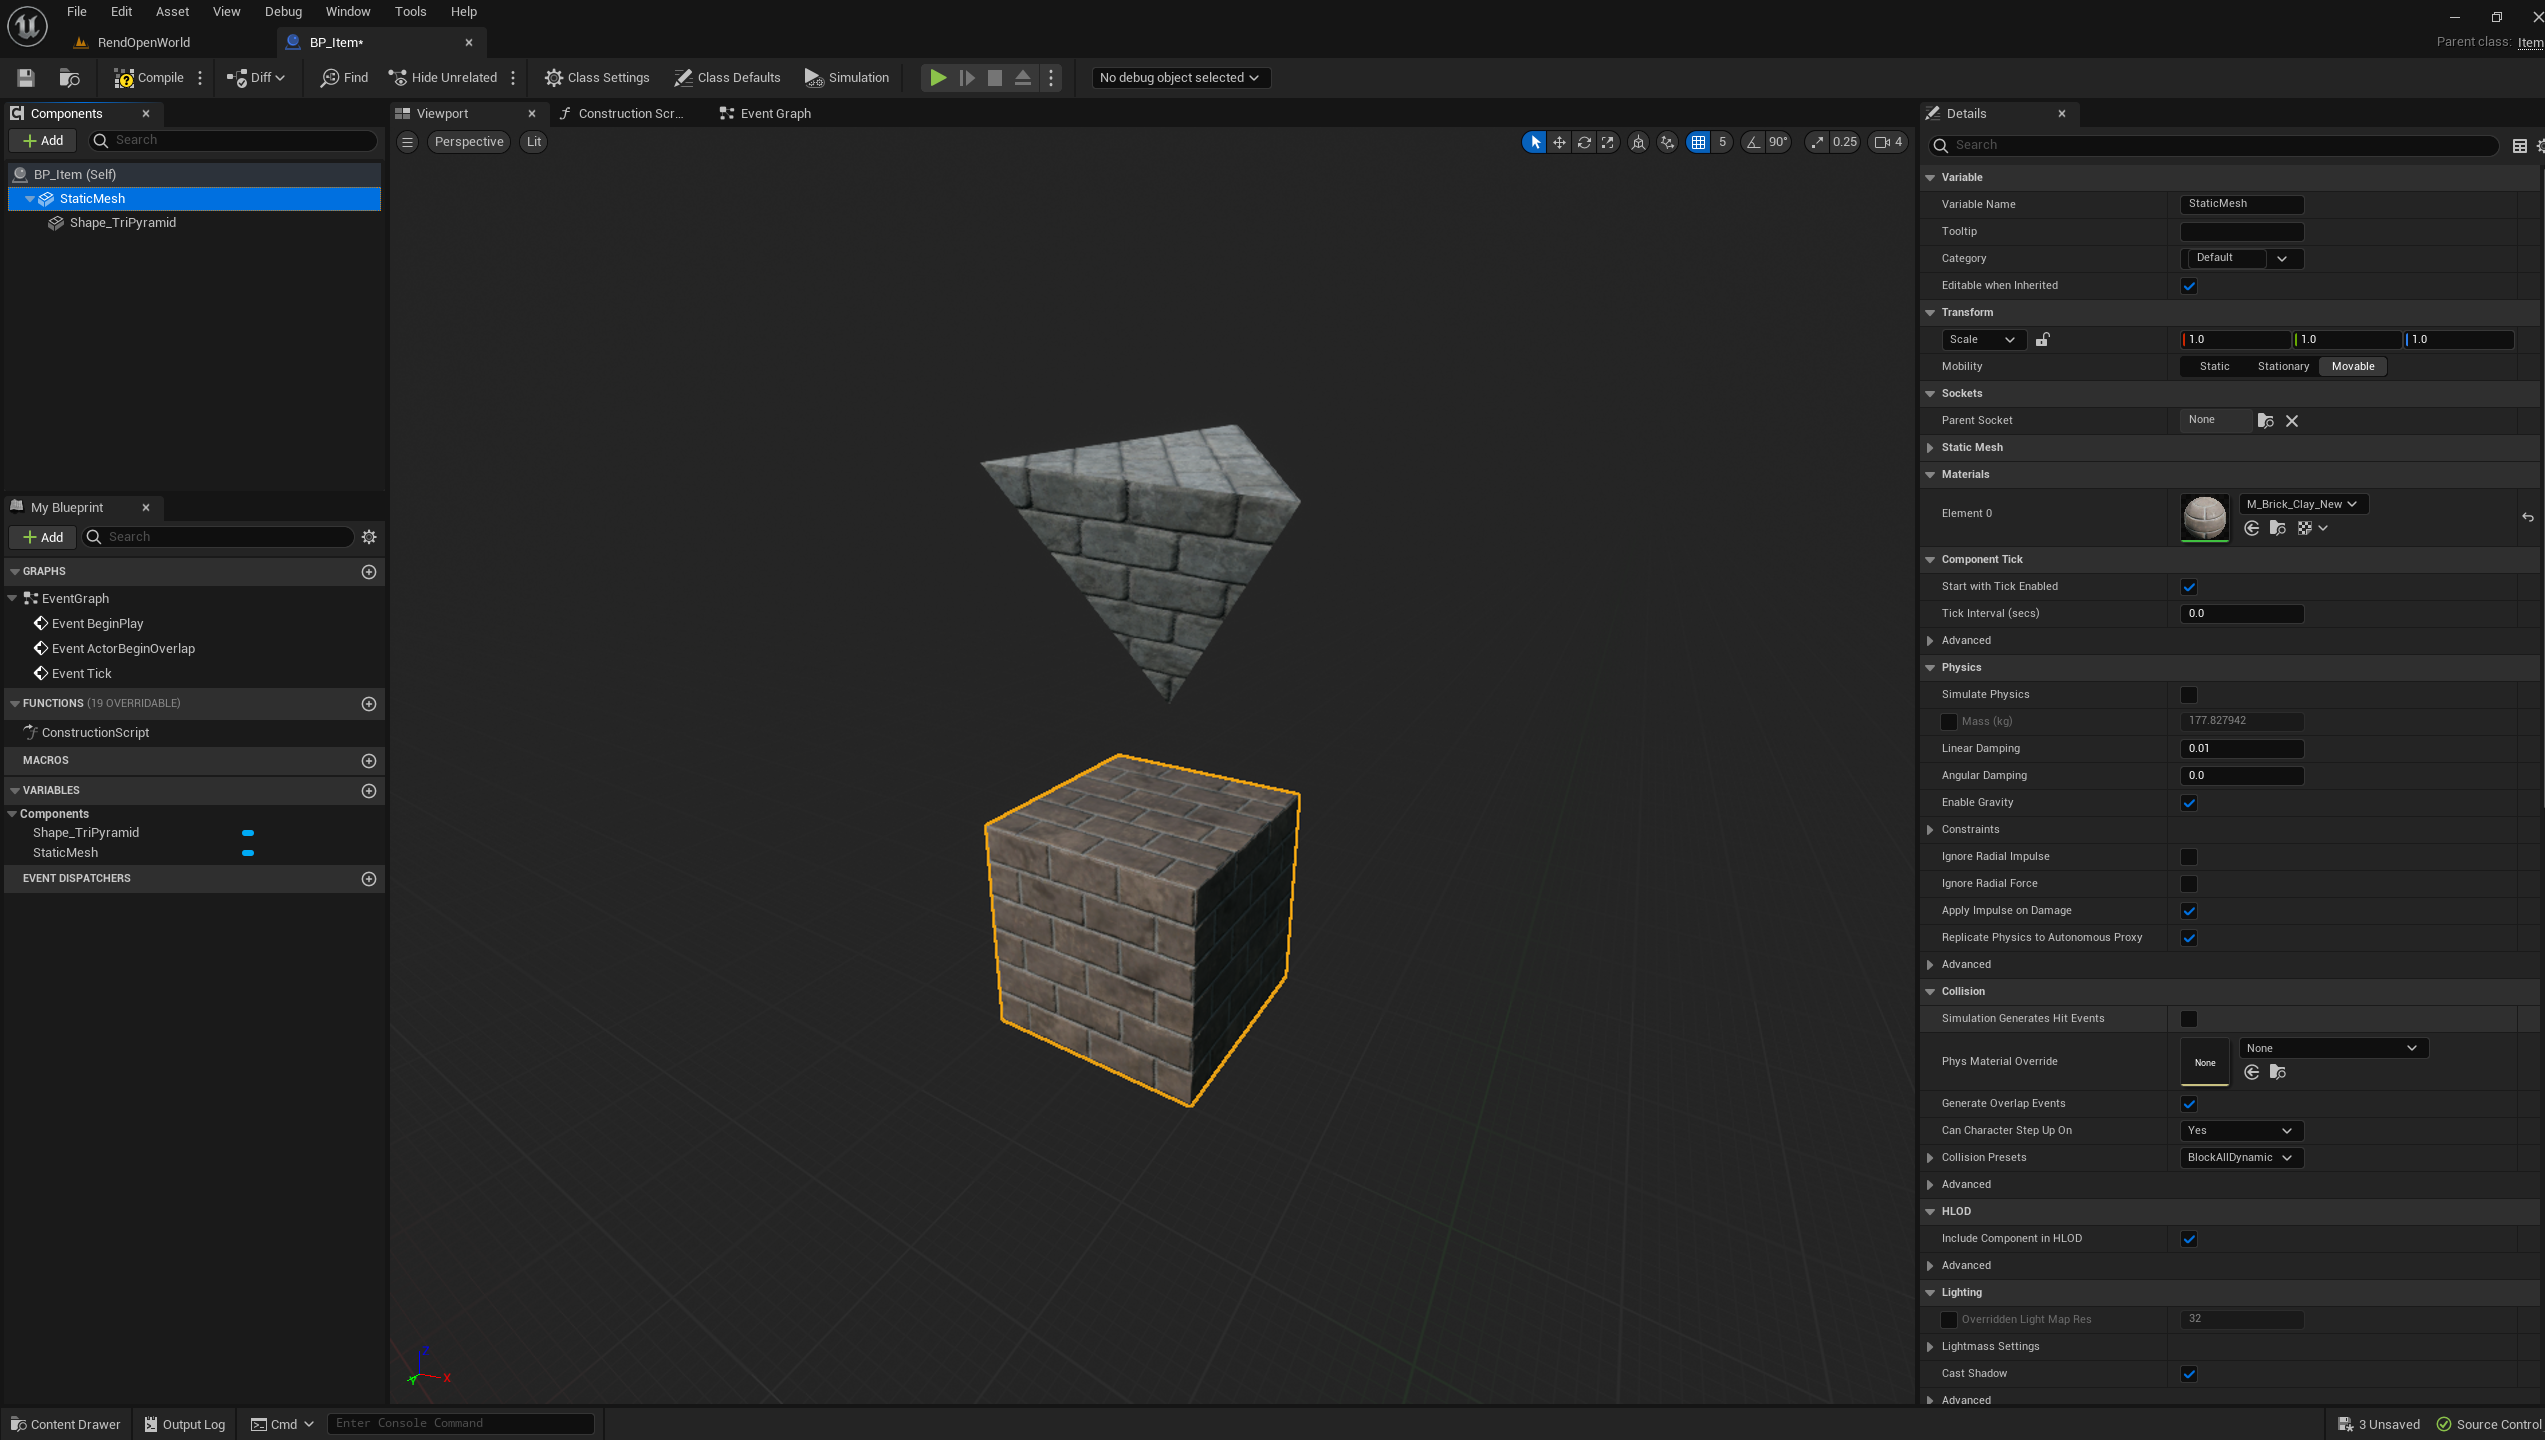 File Edit Asset View Debug Window Tools Help
RendOpenWorld
BP_Item*
Parent class: Item
Compile Diff Find Hide Unrelated Class Settings Class Defaults Simulation No debug object selected
Components
Add Search
BP_Item (Self)
StaticMesh
Shape_TriPyramid
My Blueprint
Add Search
GRAPHS
EventGraph
Event BeginPlay
Event ActorBeginOverlap
Event Tick
FUNCTIONS (19 OVERRIDABLE)
ConstructionScript
MACROS
VARIABLES
Components
Shape_TriPyramid
StaticMesh
EVENT DISPATCHERS
Viewport Construction Scr... Event Graph
Perspective Lit 5 90° 0.25 4
Z
X
Y
Details
Search
Variable
Variable Name StaticMesh
Tooltip
Category Default
Editable when Inherited
Transform
Scale 1.0 1.0 1.0
Mobility Static Stationary Movable
Sockets
Parent Socket None
Static Mesh
Materials
Element 0 M_Brick_Clay_New
Component Tick
Start with Tick Enabled
Tick Interval (secs) 0.0
Advanced
Physics
Simulate Physics
Mass (kg) 177.827942
Linear Damping 0.01
Angular Damping 0.0
Enable Gravity
Constraints
Ignore Radial Impulse
Ignore Radial Force
Apply Impulse on Damage
Replicate Physics to Autonomous Proxy
Advanced
Collision
Simulation Generates Hit Events
Phys Material Override None None
Generate Overlap Events
Can Character Step Up On Yes
Collision Presets BlockAllDynamic
Advanced
HLOD
Include Component in HLOD
Advanced
Lighting
Overridden Light Map Res 32
Lightmass Settings
Cast Shadow
Advanced
Content Drawer Output Log Cmd Enter Console Command 3 Unsaved Source Control